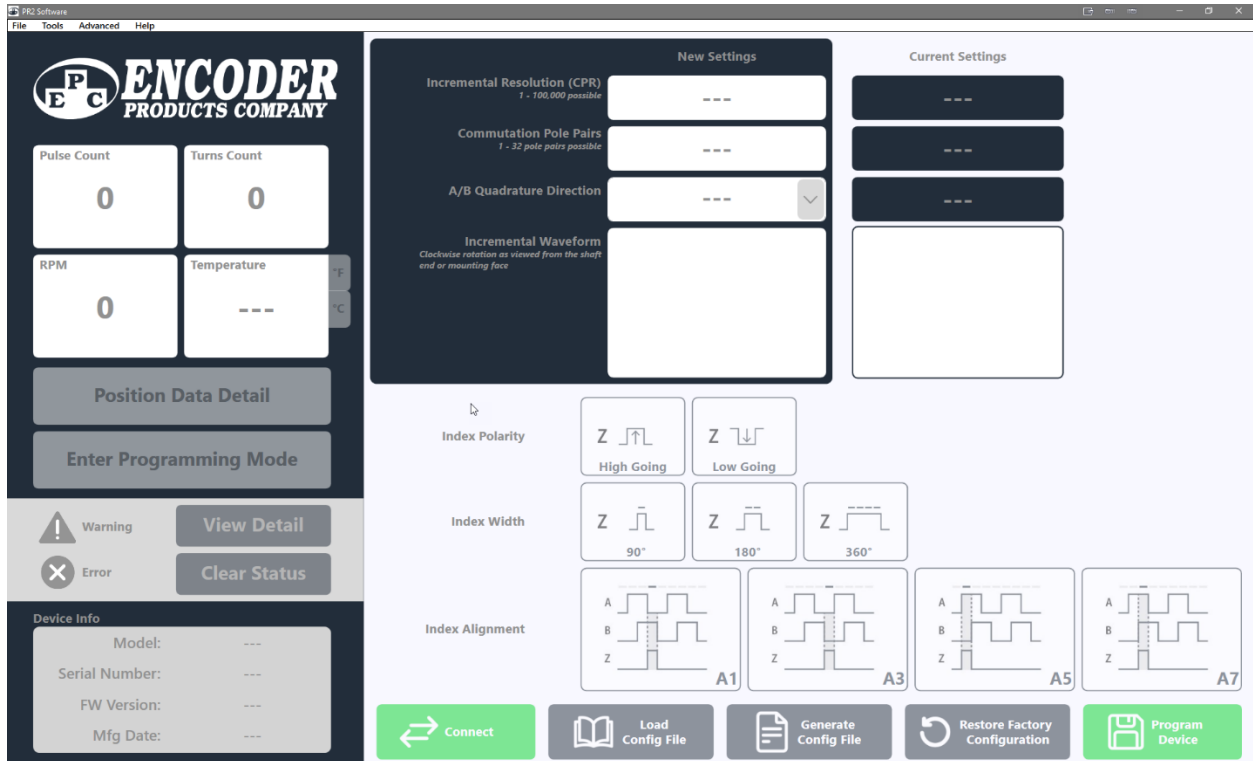 PR2 Software
File Tools Advanced Help
EPC ENCODER
PRODUCTS COMPANY
Pulse Count
0
Turns Count
0
RPM
0
Temperature
---
°F
°C
Position Data Detail
Enter Programming Mode
Warning
View Detail
Error
Clear Status
Device Info
Model: ---
Serial Number: ---
FW Version: ---
Mfg Date: ---
New Settings
Current Settings
Incremental Resolution (CPR)
1 - 100,000 possible
---
---
Commutation Pole Pairs
1 - 32 pole pairs possible
---
---
A/B Quadrature Direction
---
---
Incremental Waveform
Clockwise rotation as viewed from the shaft
end or mounting face
Index Polarity
Z
High Going
Z
Low Going
Index Width
Z
90°
Z
180°
Z
360°
Index Alignment
A
B
Z
A1
A
B
Z
A3
A
B
Z
A5
A
B
Z
A7
Connect
Load
Config File
Generate
Config File
Restore Factory
Configuration
Program
Device